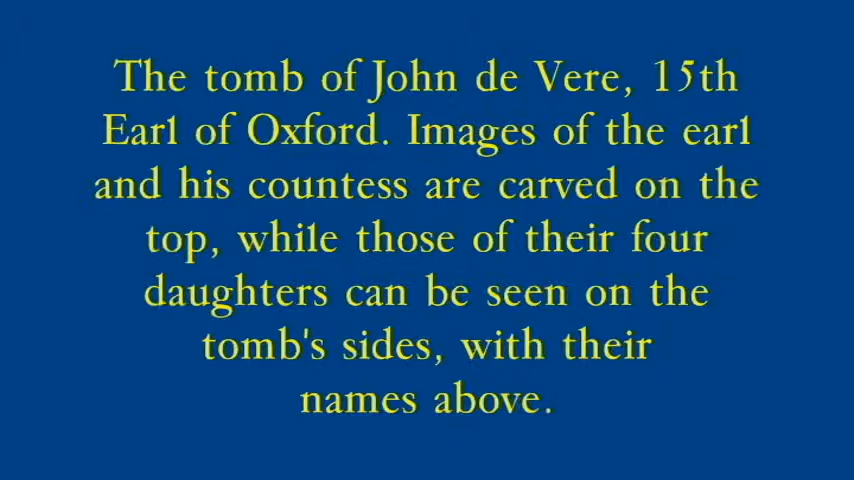 The tomb of John de Vere, 15th
Earl of Oxford. Images of the earl
and his countess are carved on the
top, while those of their four
daughters can be seen on the
tomb's sides, with their
names above.